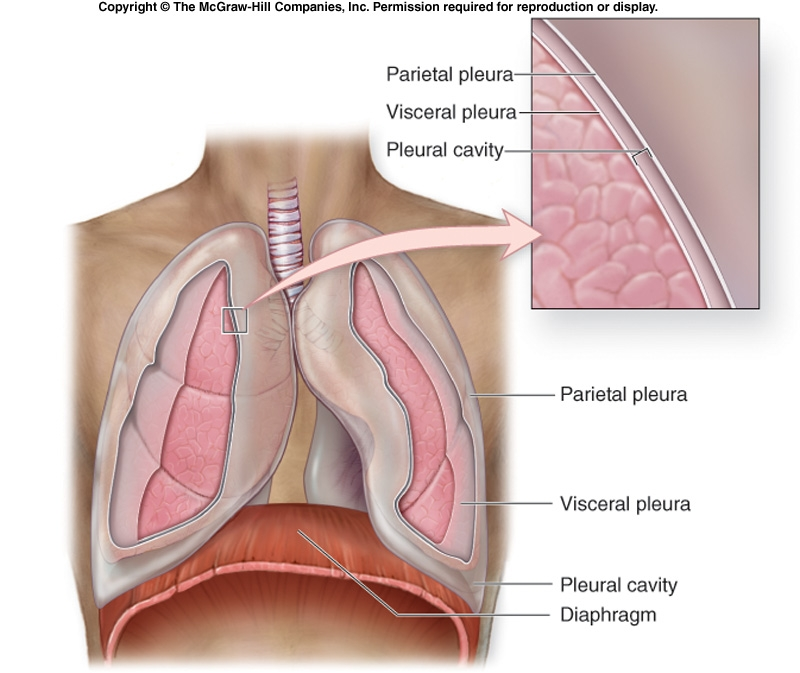 Copyright © The McGraw-Hill Companies, Inc. Permission required for reproduction or display.
Parietal pleura
Visceral pleura
Pleural cavity
Parietal pleura
Visceral pleura
Pleural cavity
Diaphragm